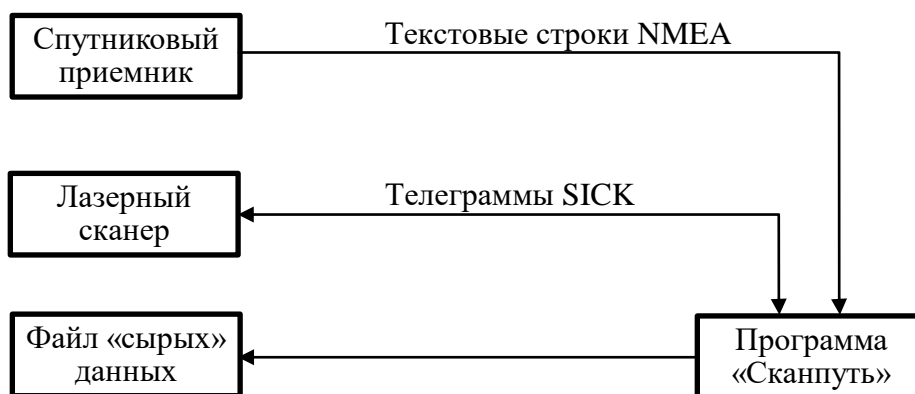 Спутниковый
приемник
Текстовые строки NMEA
Лазерный
сканер
Телеграммы SICK
Файл «сырых»
данных
Программа
«Сканпуть»